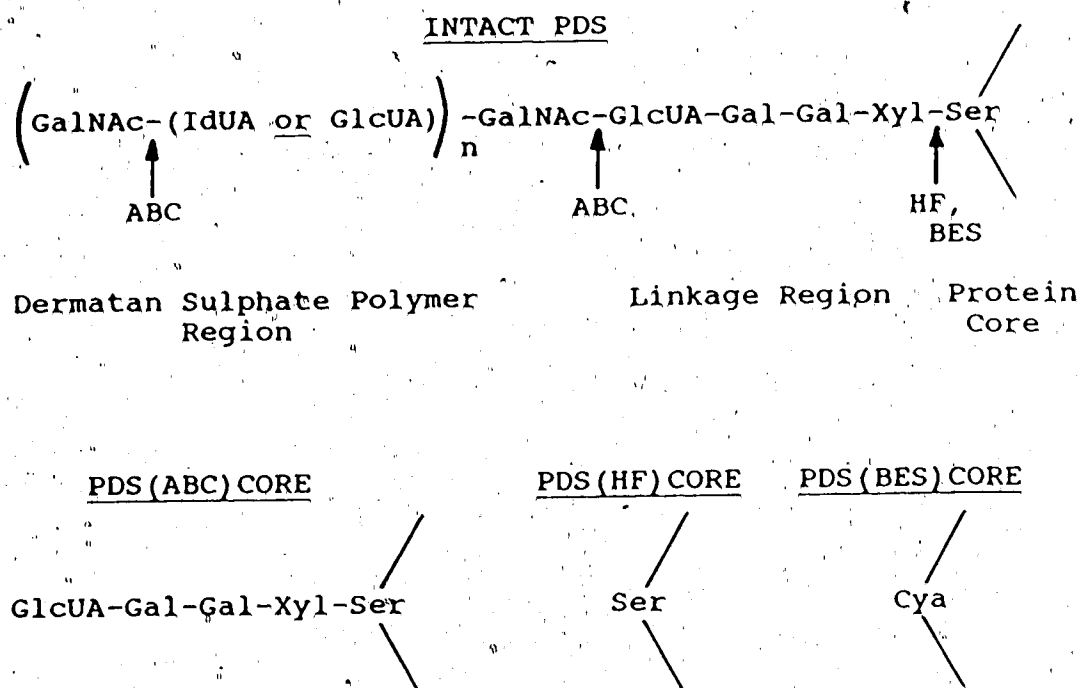 INTACT PDS
(GalNAc-(IdUA or GlcUA))n-GalNAc-GlcUA-Gal-Gal-Xyl-Ser
ABC ABC. HF,
BES
Dermatan Sulphate Polymer Linkage Region Protein
Region Core
PDS(ABC)CORE PDS(HF)CORE PDS(BES)CORE
GlcUA-Gal-Gal-Xyl-Ser Ser Cya